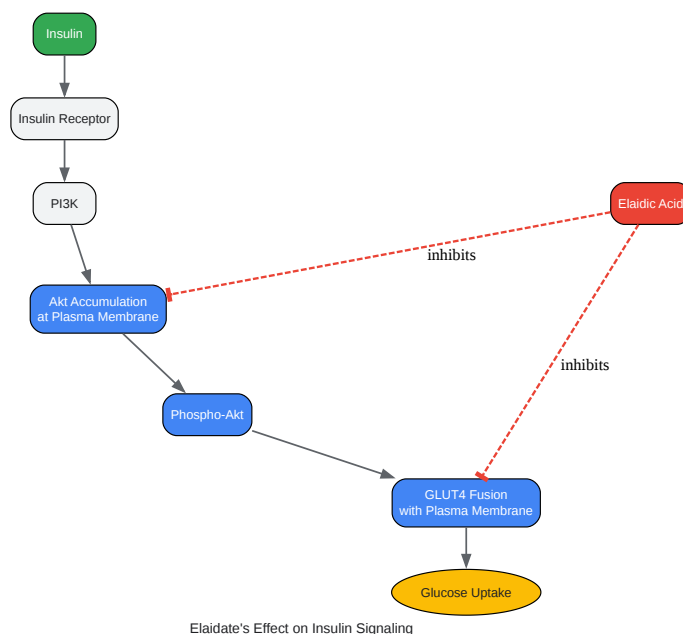 Insulin
Insulin Receptor
PI3K
Elaidic Acid
inhibits
Akt Accumulation
at Plasma Membrane
inhibits
Phospho-Akt
GLUT4 Fusion
with Plasma Membrane
Glucose Uptake
Elaidate's Effect on Insulin Signaling